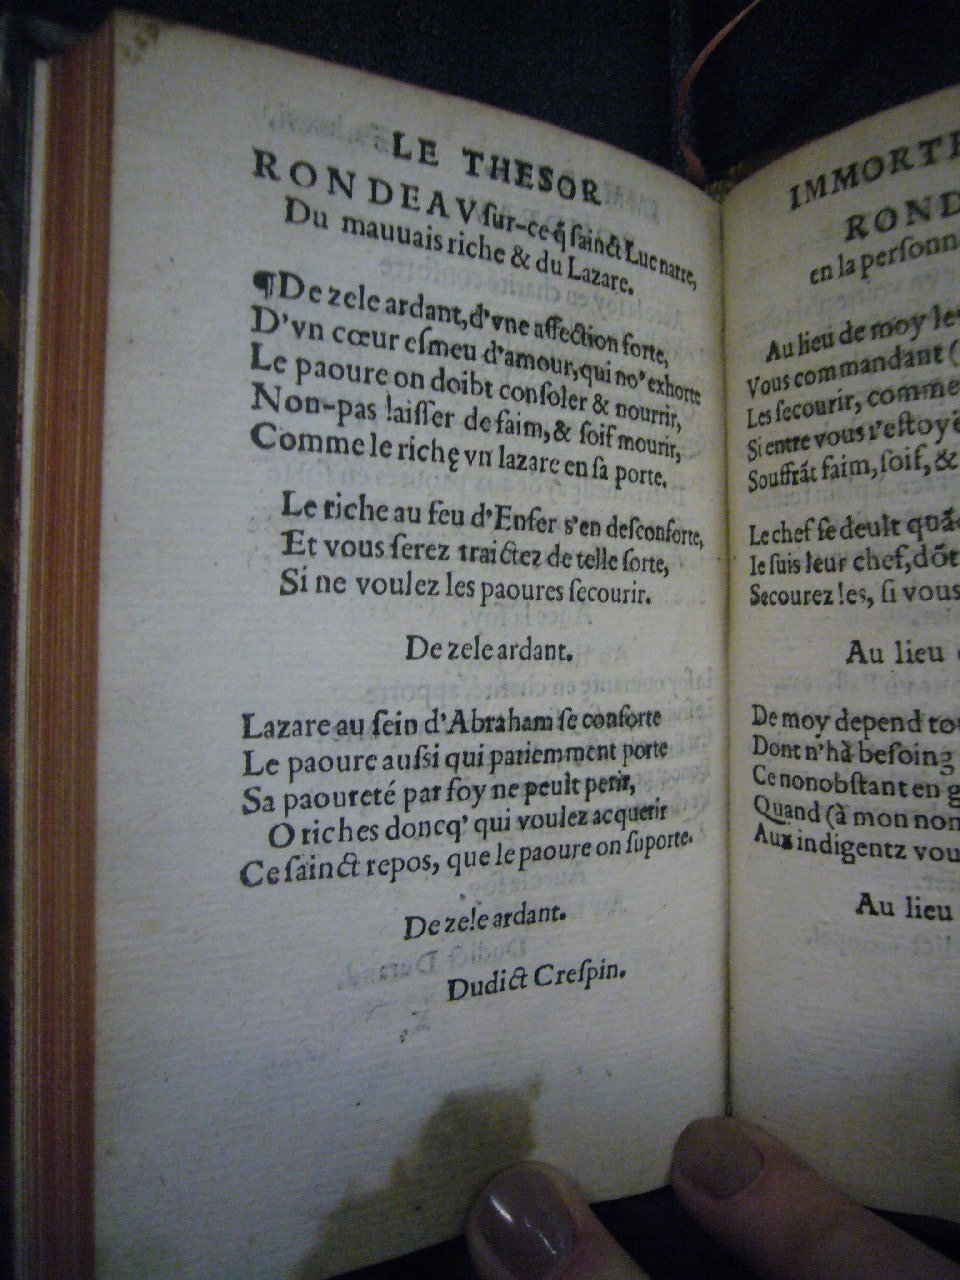 LE THESOR
RONDEAV sur-ce q̃ sainct Luc narre,
Du mauuais riche & du Lazare.
¶De zele ardant, d'vne affection forte,
D'vn cœur esmeu d'amour, qui no' exhorte
Le paoure on doibt consoler & nourrir,
Non-pas laisser de faim, & soif mourir,
Comme le richę vn lazare en sa porte.
Le riche au feu d'Enfer s'en desconforte,
Et vous serez traictez de telle sorte,
Si ne voulez les paoures secourir.
De zele ardant.
Lazare au sein d'Abraham se conforte
Le paoure aussi qui patiemment porte
Sa paoureté par foy ne peult perir,
O riches doncq' qui voulez acquerir
Ce sainct repos, que le paoure on suporte.
De zele ardant.
Dudict Crespin.
IMMORTE
ROND
en la personn
Au lieu de moy les
Vous commandant (
Les secourir, comme
Si entre vous s'estoy
Souffrãt faim, soif, &
Le chef se deult quãd
Ie suis leur chef, dõt
Secourez les, si vous
Au lieu
De moy depend tou
Dont n'hà besoing
Ce nonobstant en g
Quand (à mon nom
Aux indigentz vou
Au lieu